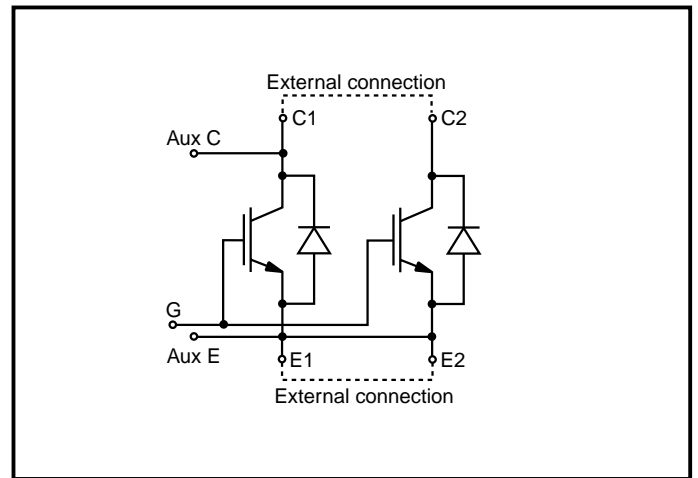 External connection
C1
C2
Aux C
G
Aux E
E1
E2
External connection